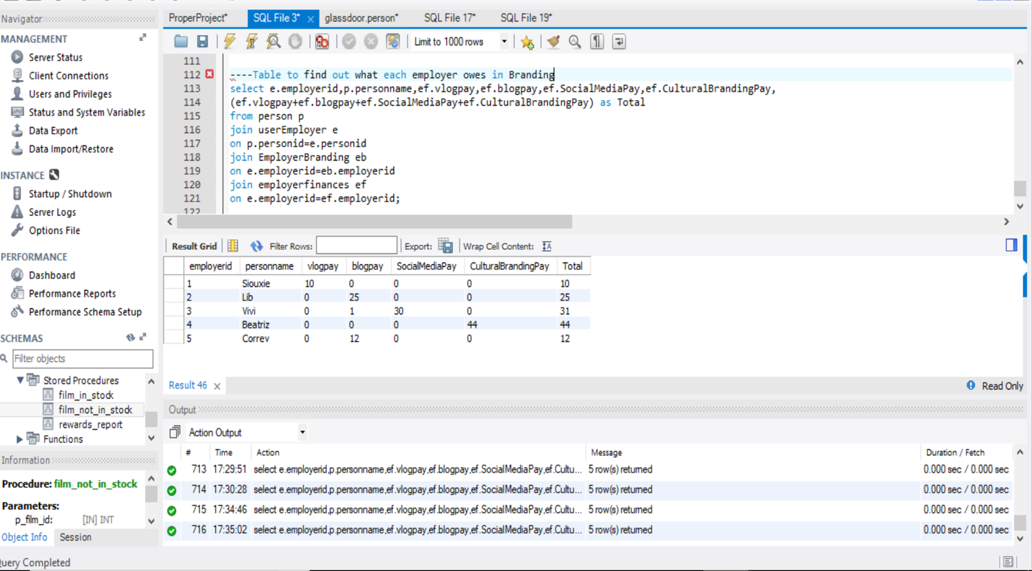 Navigator
ProperProject*
SQL File 3*
glassdoor.person*
SQL File 17*
SQL File 19*
MANAGEMENT
Server Status
Client Connections
Users and Privileges
Status and System Variables
Data Export
Data Import/Restore
INSTANCE
Startup / Shutdown
Server Logs
Options File
PERFORMANCE
Dashboard
Performance Reports
Performance Schema Setup
SCHEMAS
Filter objects
Stored Procedures
film_in_stock
film_not_in_stock
rewards_report
Functions
Information
Procedure: film_not_in_stock
Parameters:
p_film_id: [IN] INT
Object Info Session
Limit to 1000 rows
111
112 ----Table to find out what each employer owes in Branding
113 select e.employerid,p.personname,ef.vlogpay,ef.blogpay,ef.SocialMediaPay,ef.CulturalBrandingPay,
114 (ef.vlogpay+ef.blogpay+ef.SocialMediaPay+ef.CulturalBrandingPay) as Total
115 from person p
116 join userEmployer e
117 on p.personid=e.personid
118 join EmployerBranding eb
119 on e.employerid=eb.employerid
120 join employerfinances ef
121 on e.employerid=ef.employerid;
122
Result Grid Filter Rows: Export: Wrap Cell Content:
employerid personname vlogpay blogpay SocialMediaPay CulturalBrandingPay Total
1 Siouxie 10 0 0 0 10
2 Lib 0 25 0 0 25
3 Vivi 0 1 30 0 31
4 Beatriz 0 0 0 44 44
5 Correy 0 12 0 0 12
Result 46
Read Only
Output
Action Output
# Time Action Message Duration / Fetch
713 17:29:51 select e.employerid,p.personname,ef.vlogpay,ef.blogpay,ef.SocialMediaPay,ef.Cultu... 5 row(s) returned 0.000 sec / 0.000 sec
714 17:30:28 select e.employerid,p.personname,ef.vlogpay,ef.blogpay,ef.SocialMediaPay,ef.Cultu... 5 row(s) returned 0.000 sec / 0.000 sec
715 17:34:46 select e.employerid,p.personname,ef.vlogpay,ef.blogpay,ef.SocialMediaPay,ef.Cultu... 5 row(s) returned 0.000 sec / 0.000 sec
716 17:35:02 select e.employerid,p.personname,ef.vlogpay,ef.blogpay,ef.SocialMediaPay,ef.Cultu... 5 row(s) returned 0.000 sec / 0.000 sec
uery Completed